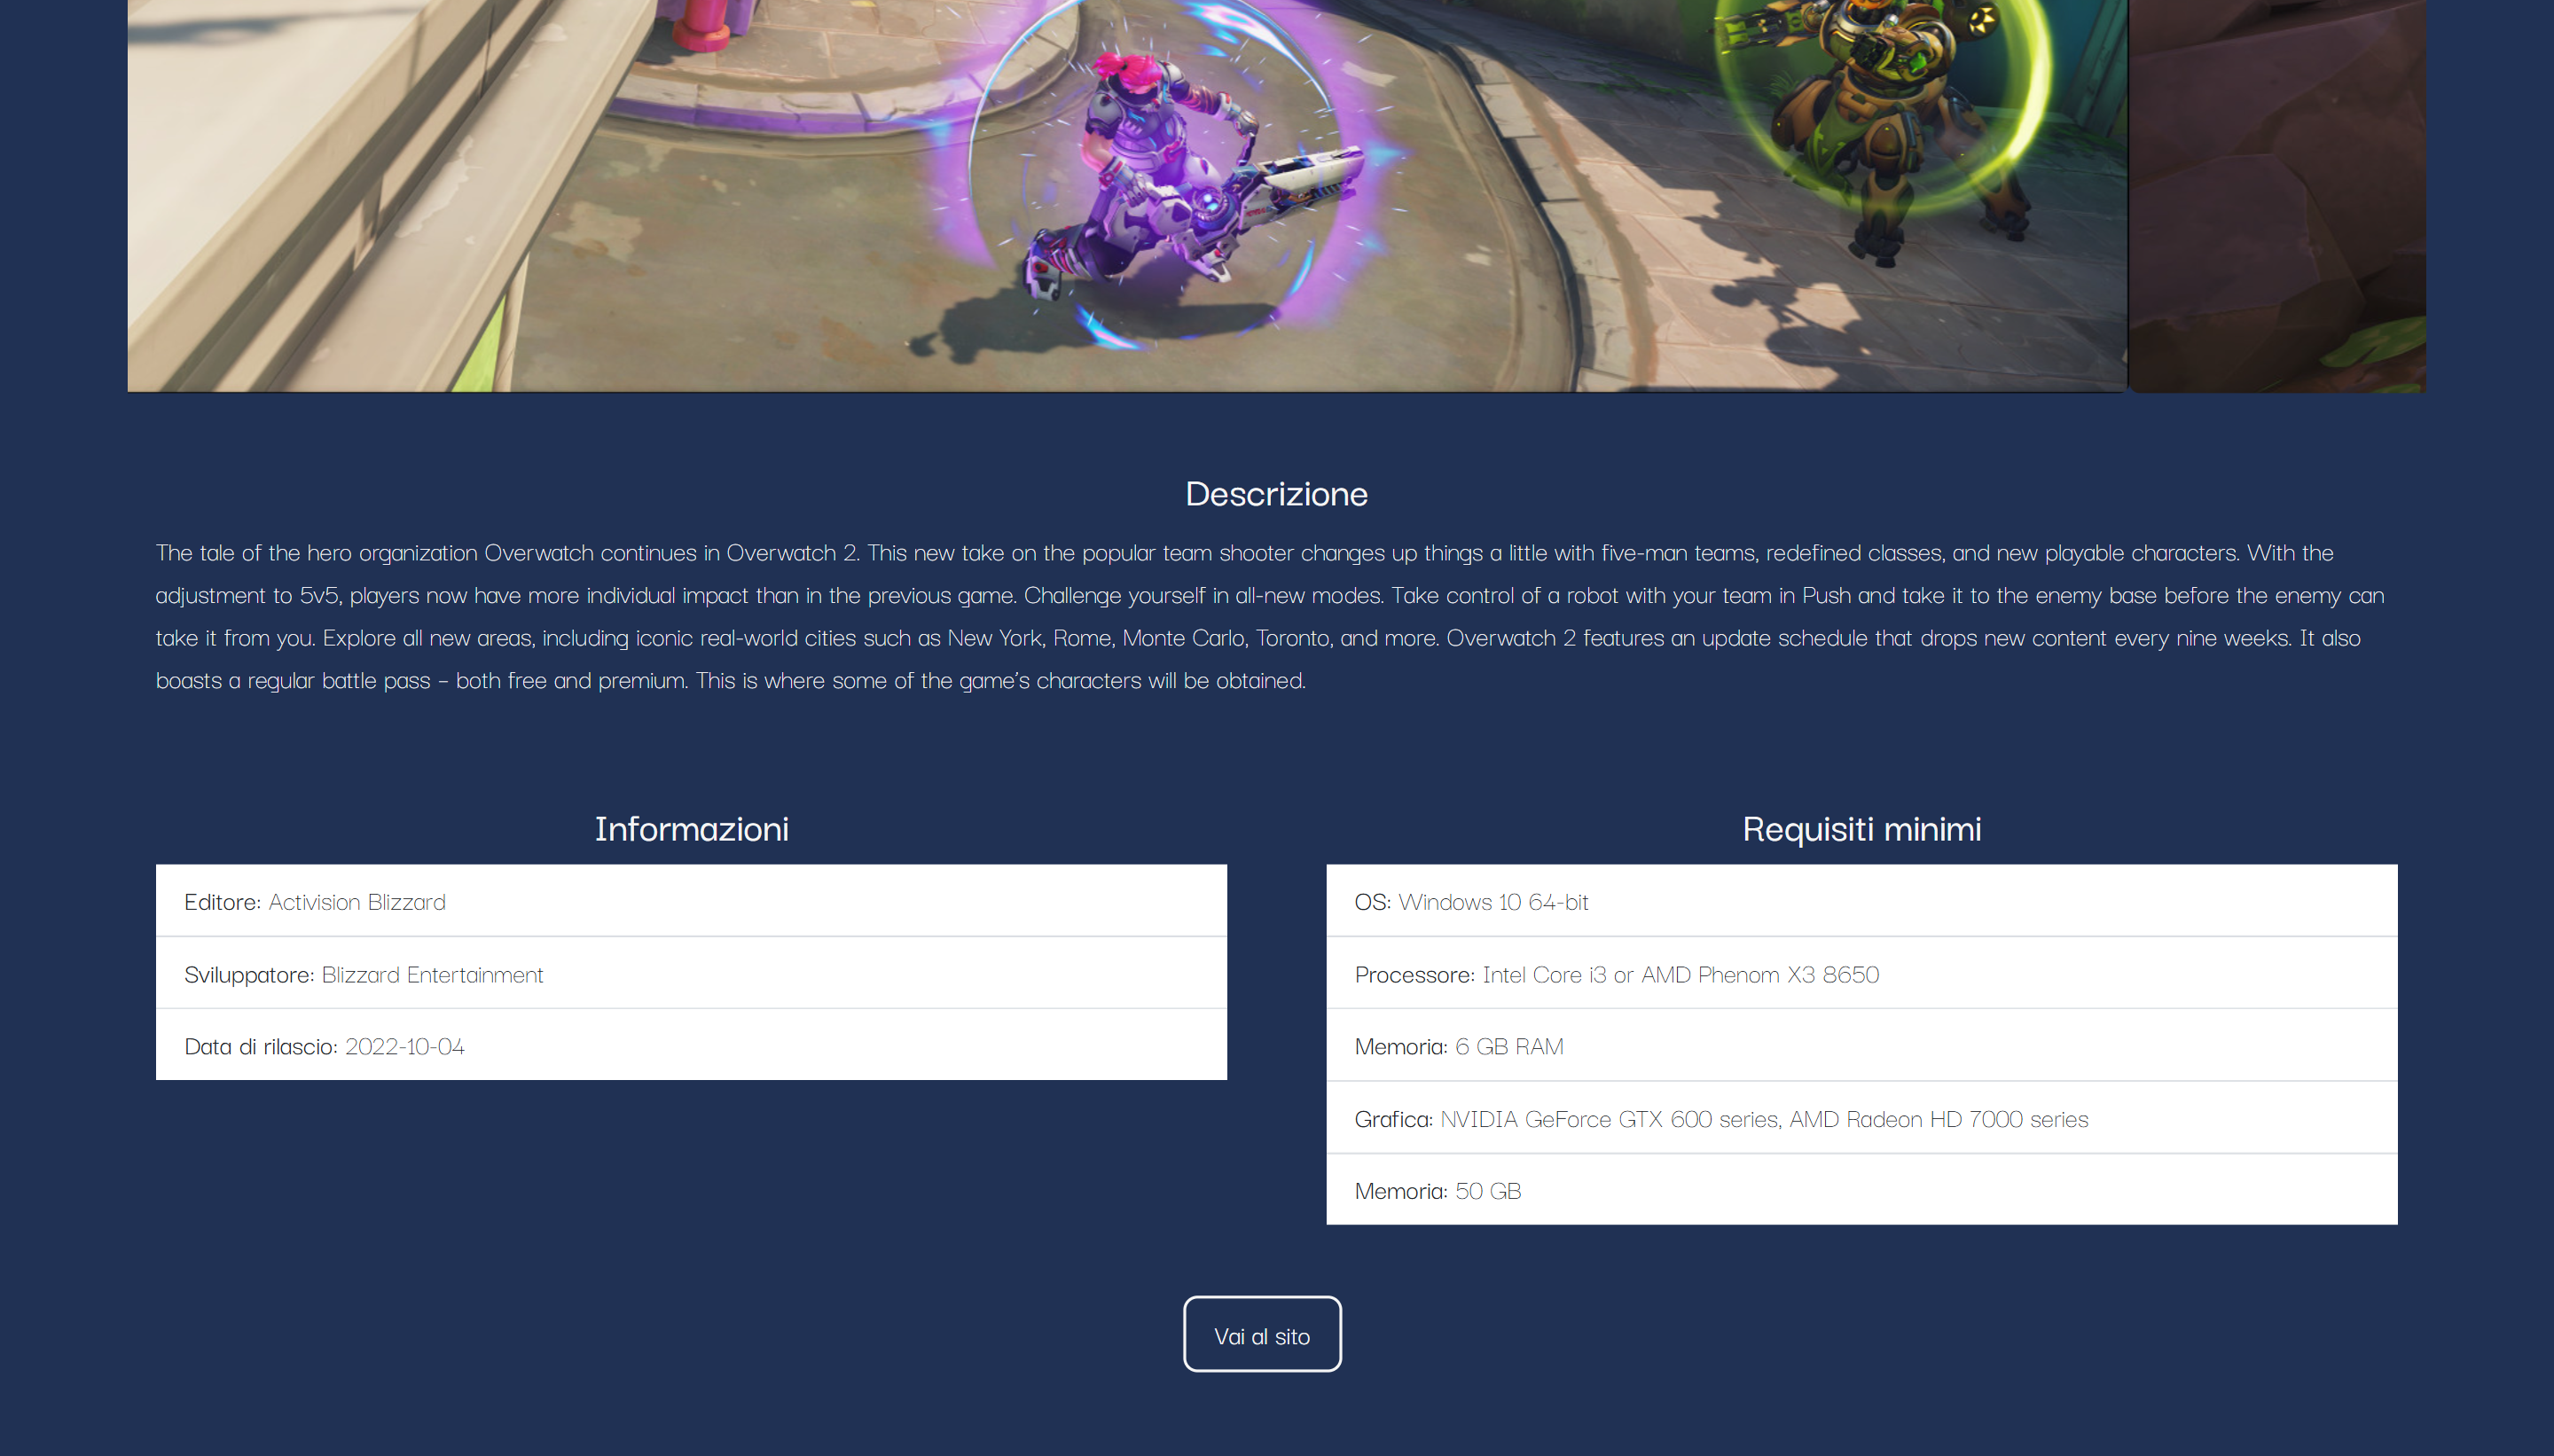 Descrizione
The tale of the hero organization Overwatch continues in Overwatch 2. This new take on the popular team shooter changes up things a little with five-man teams, redefined classes, and new playable characters. With the
adjustment to 5v5, players now have more individual impact than in the previous game. Challenge yourself in all-new modes. Take control of a robot with your team in Push and take it to the enemy base before the enemy can
take it from you. Explore all new areas, including iconic real-world cities such as New York, Rome, Monte Carlo, Toronto, and more. Overwatch 2 features an update schedule that drops new content every nine weeks. It also
boasts a regular battle pass – both free and premium. This is where some of the game’s characters will be obtained.
Informazioni
Editore: Activision Blizzard
Sviluppatore: Blizzard Entertainment
Data di rilascio: 2022-10-04
Requisiti minimi
OS: Windows 10 64-bit
Processore: Intel Core i3 or AMD Phenom X3 8650
Memoria: 6 GB RAM
Grafica: NVIDIA GeForce GTX 600 series, AMD Radeon HD 7000 series
Memoria: 50 GB
Vai al sito